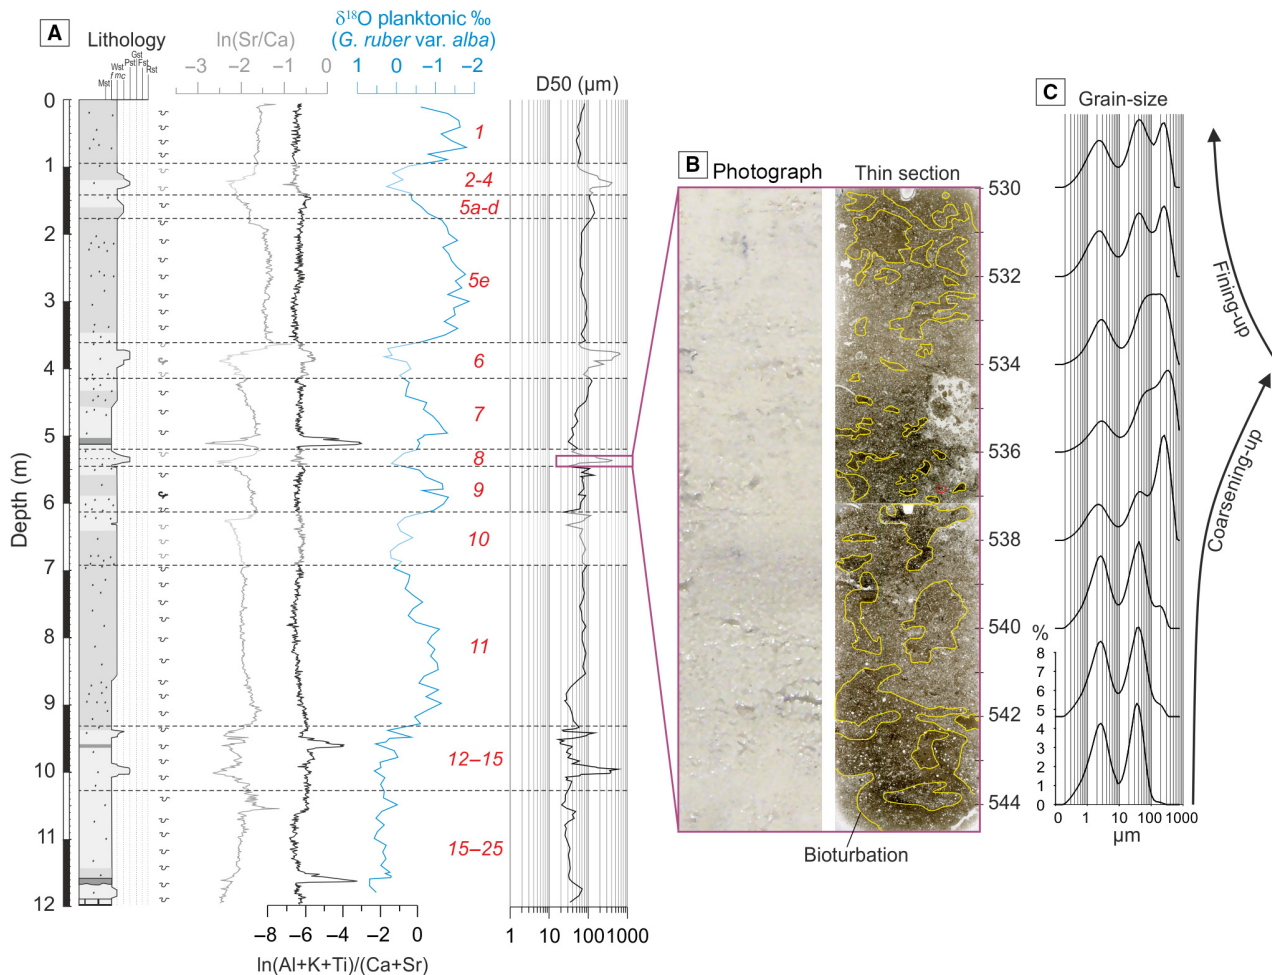 A
Lithology
Mst
Wst
f m c
Pst
Gst
Fst
Rst
ln(Sr/Ca)
−3 −2 −1 0
δ¹⁸O planktonic ‰
(G. ruber var. alba)
1 0 −1 −2
D50 (µm)
Depth (m)
0
1
2
3
4
5
6
7
8
9
10
11
12
1
2-4
5a-d
5e
6
7
8
9
10
11
12–15
15–25
−8 −6 −4 −2 0
ln(Al+K+Ti)/(Ca+Sr)
1 10 100 1000
B
Photograph
Thin section
530
532
534
536
538
540
542
544
Bioturbation
C
Grain-size
%
8
7
6
5
4
3
2
1
0
0 1 10 100 1000
µm
Fining-up
Coarsening-up